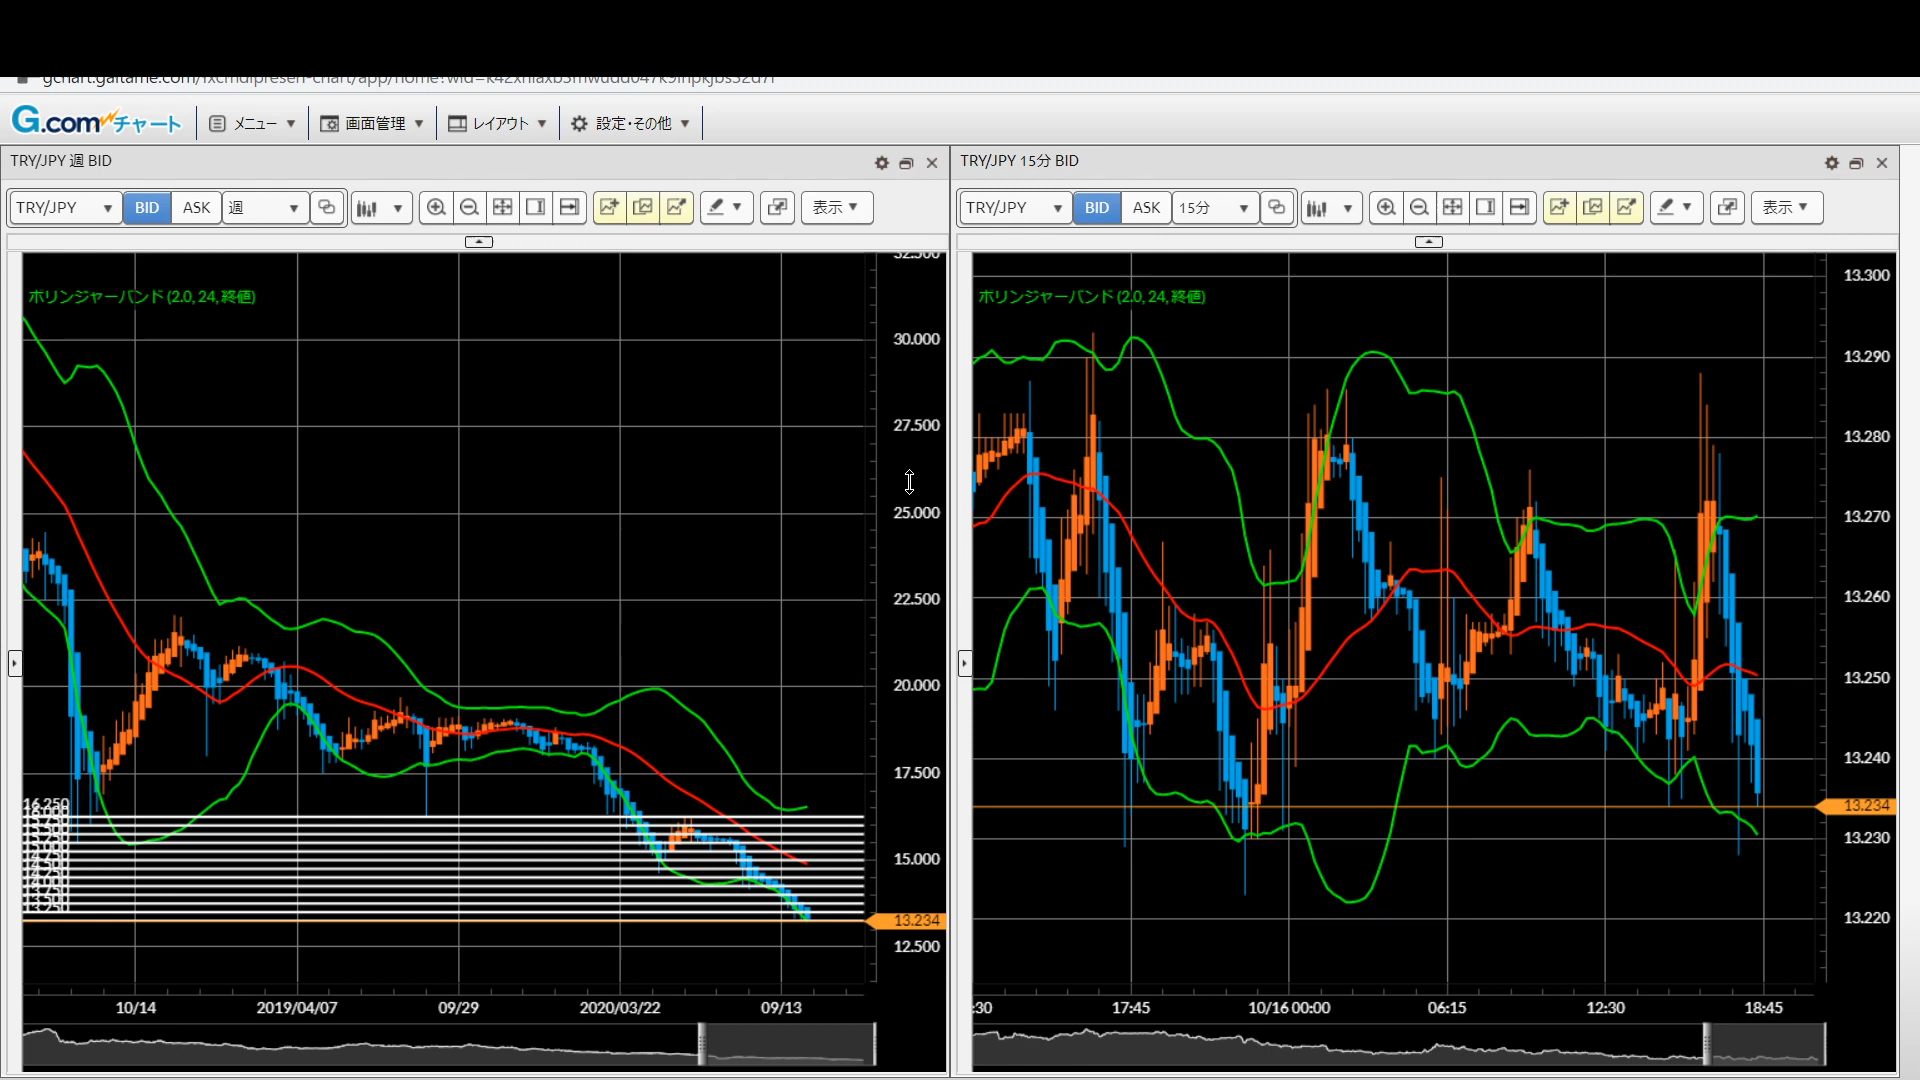 G.comチャート メニュー 画面管理 レイアウト 設定・その他
TRY/JPY 週 BID
TRY/JPY BID ASK 週 表示
ボリンジャーバンド (2.0, 24, 終値)
32.500
30.000
27.500
25.000
22.500
20.000
17.500
15.000
13.234
12.500
16.250
13.250
10/14 2019/04/07 09/29 2020/03/22 09/13
TRY/JPY 15分 BID
TRY/JPY BID ASK 15分 表示
ボリンジャーバンド (2.0, 24, 終値)
13.300
13.290
13.280
13.270
13.260
13.250
13.240
13.234
13.230
13.220
:30 17:45 10/16 00:00 06:15 12:30 18:45